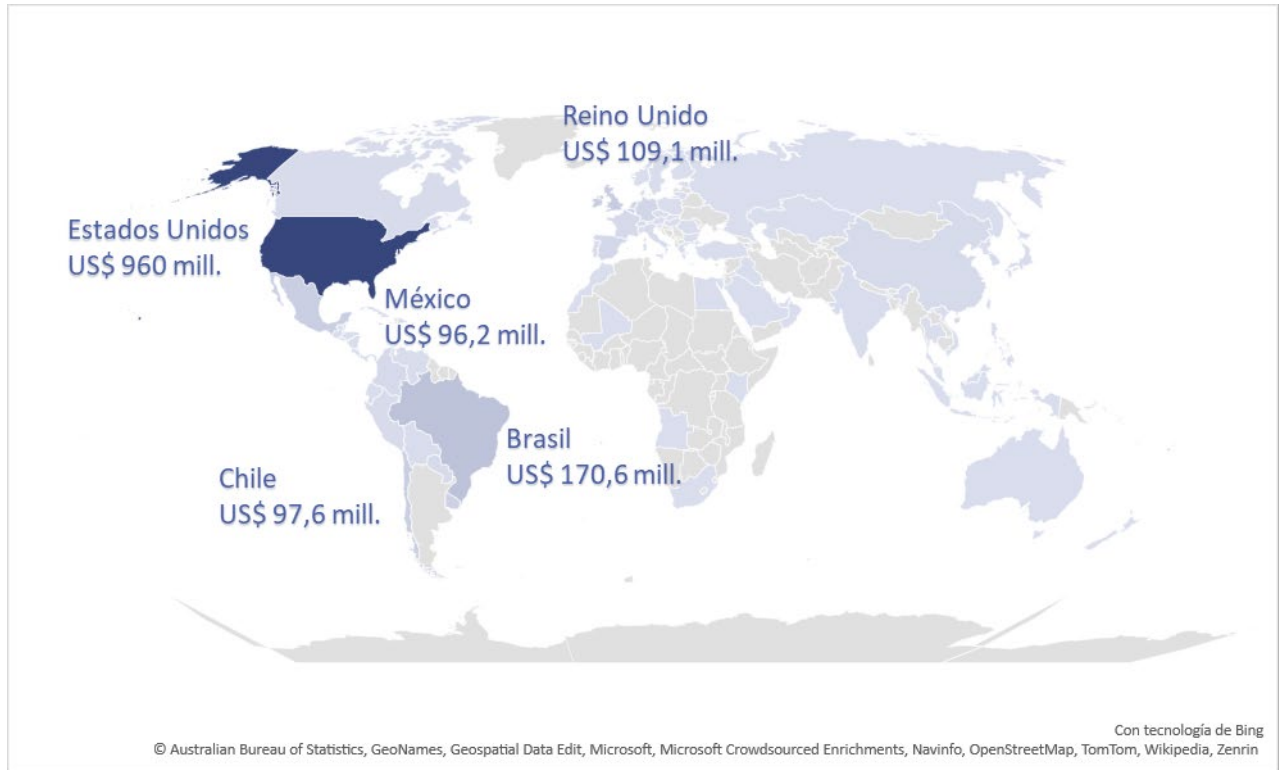 Reino Unido
US$ 109,1 mill.
Estados Unidos
US$ 960 mill.
México
US$ 96,2 mill.
Brasil
US$ 170,6 mill.
Chile
US$ 97,6 mill.
Con tecnología de Bing
© Australian Bureau of Statistics, GeoNames, Geospatial Data Edit, Microsoft, Microsoft Crowdsourced Enrichments, Navinfo, OpenStreetMap, TomTom, Wikipedia, Zenrin